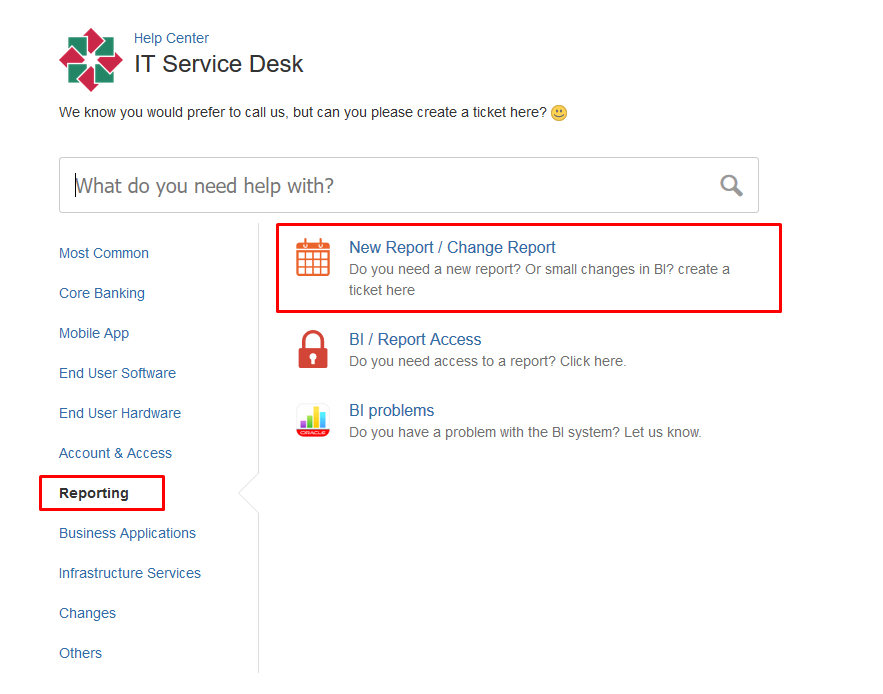 Help Center
IT Service Desk
We know you would prefer to call us, but can you please create a ticket here?
What do you need help with?
Most Common
Core Banking
Mobile App
End User Software
End User Hardware
Account & Access
Reporting
Business Applications
Infrastructure Services
Changes
Others
New Report / Change Report
Do you need a new report? Or small changes in BI? create a
ticket here
BI / Report Access
Do you need access to a report? Click here.
ORACLE
BI problems
Do you have a problem with the BI system? Let us know.